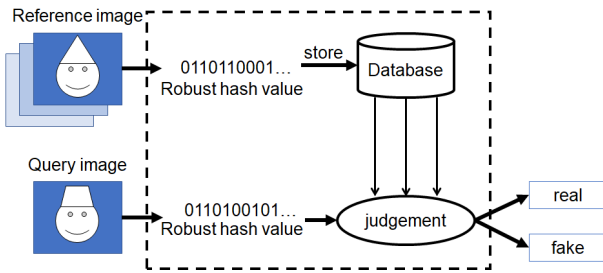 Reference image
0110110001…
Robust hash value
store
Database
Query image
0110100101…
Robust hash value
judgement
real
fake